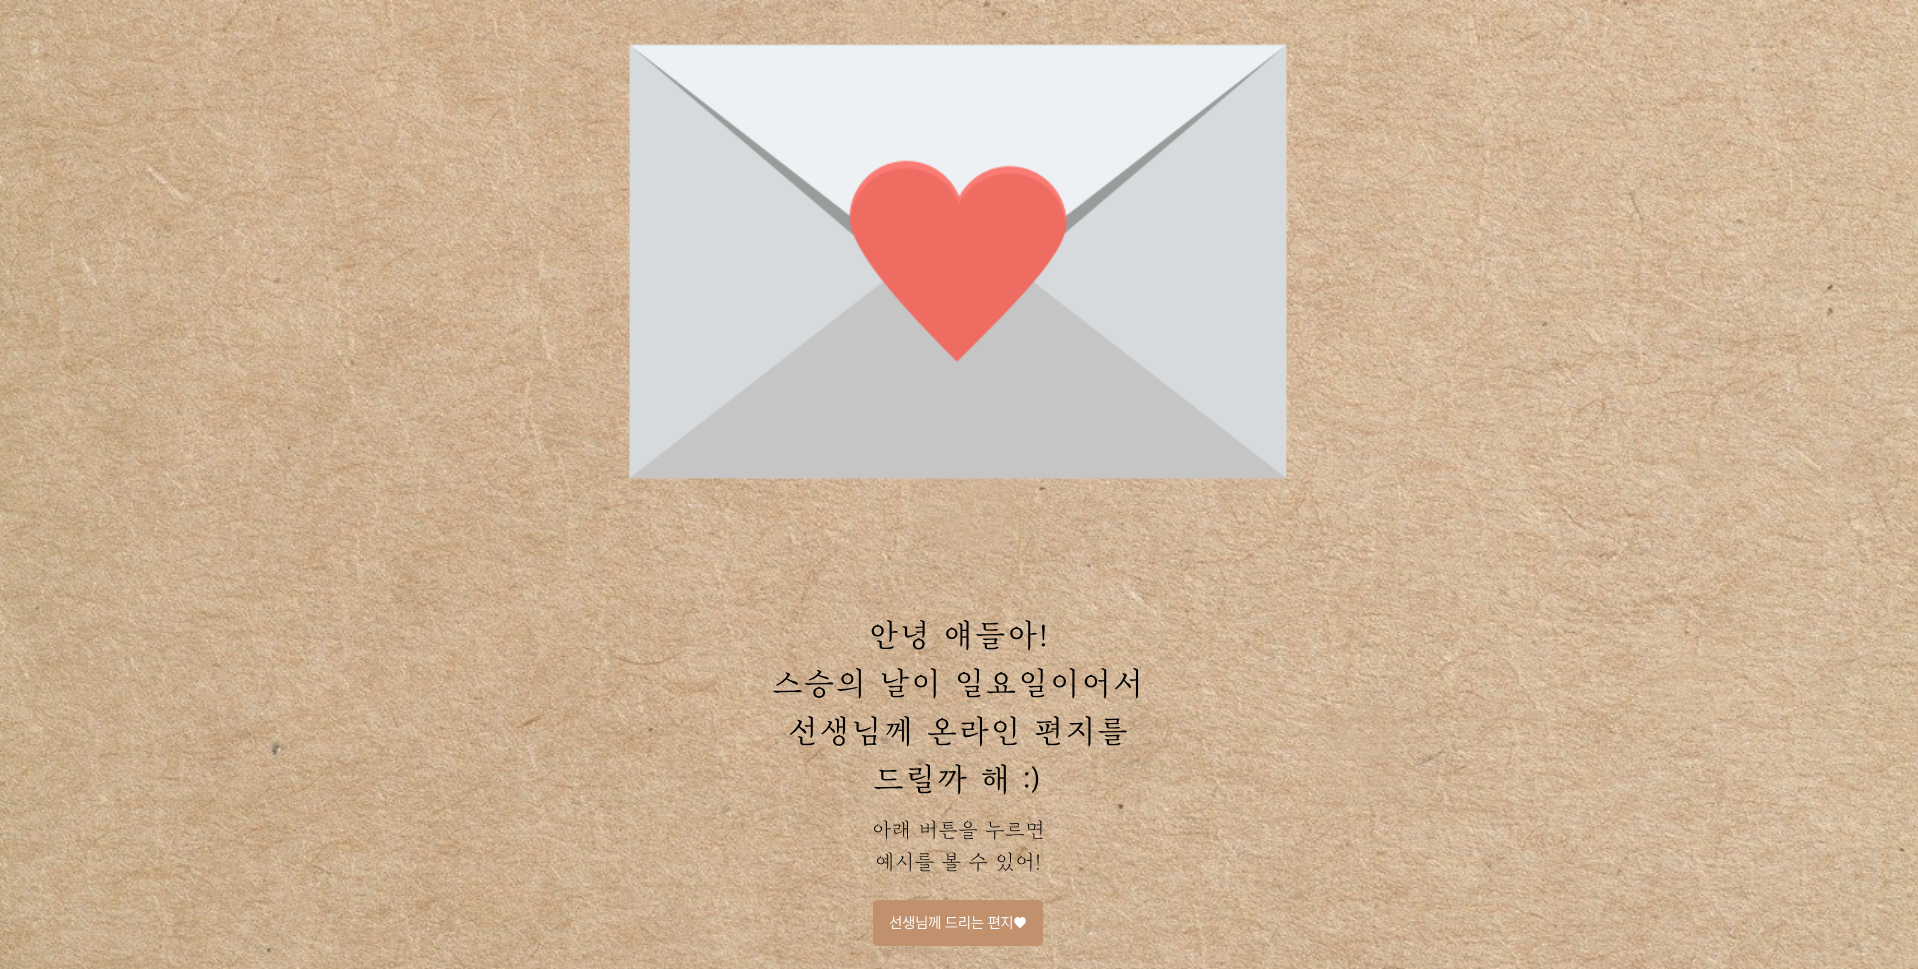 안녕 얘들아!
스승의 날이 일요일이어서
선생님께 온라인 편지를
드릴까 해 :)
아래 버튼을 누르면
예시를 볼 수 있어!
선생님께 드리는 편지♥